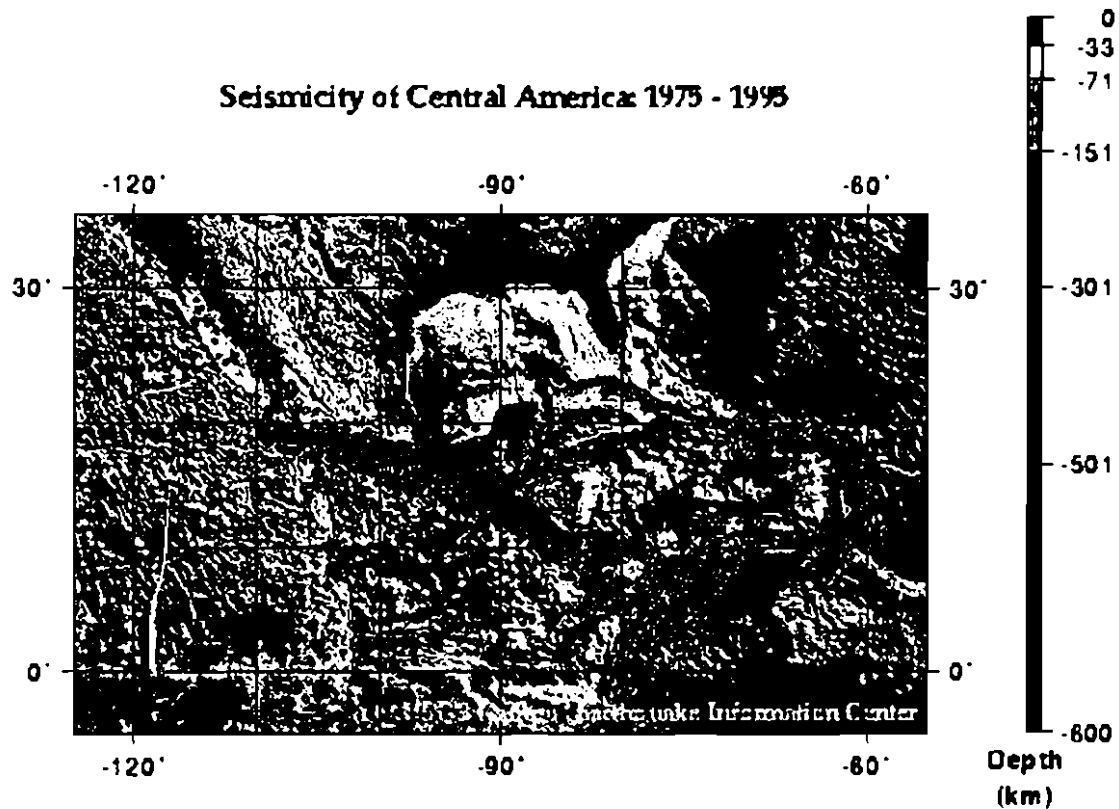 0
-33
-71
Seismicity of Central America: 1975 - 1995
-151
-120° -90° -60°
30° 30°
-301
-501
0° 0°
Earthquake Information Center
-600
-120° -90° -60°
Depth
(km)